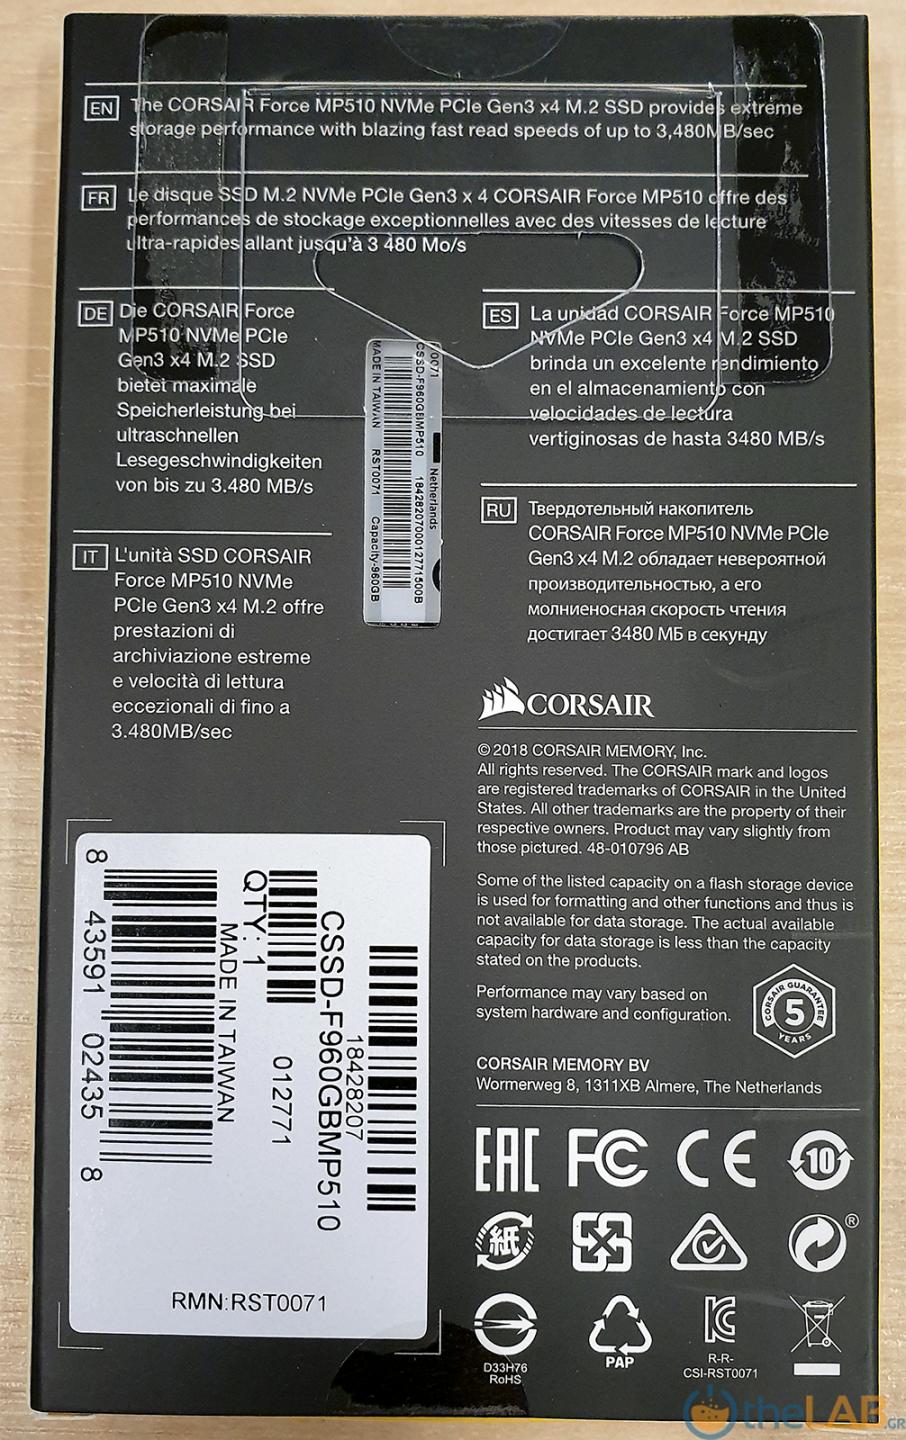 EN
The CORSAIR Force MP510 NVMe PCIe Gen3 x4 M.2 SSD provides extreme
storage performance with blazing fast read speeds of up to 3,480MB/sec
FR
Le disque SSD M.2 NVMe PCIe Gen3 x 4 CORSAIR Force MP510 offre des
performances de stockage exceptionnelles avec des vitesses de lecture
ultra-rapides allant jusqu'à 3 480 Mo/s
DE
Die CORSAIR Force
MP510 NVMe PCIe
Gen3 x4 M.2 SSD
bietet maximale
Speicherleistung bei
ultraschnellen
Lesegeschwindigkeiten
von bis zu 3.480 MB/s
IT
L'unità SSD CORSAIR
Force MP510 NVMe
PCIe Gen3 x4 M.2 offre
prestazioni di
archiviazione estreme
e velocità di lettura
eccezionali di fino a
3.480MB/sec
ES
La unidad CORSAIR Force MP510
NVMe PCIe Gen3 x4 M.2 SSD
brinda un excelente rendimiento
en el almacenamiento con
velocidades de lectura
vertiginosas de hasta 3480 MB/s
RU
Твердотельный накопитель
CORSAIR Force MP510 NVMe PCIe
Gen3 x4 M.2 обладает невероятной
производительностью, а его
молниеносная скорость чтения
достигает 3480 МБ в секунду
Netherlands
CSSD-F960GBMP510 18428207000127771500B
MADE IN TAIWAN RST0071 Capacity-960GB
CORSAIR
©2018 CORSAIR MEMORY, Inc.
All rights reserved. The CORSAIR mark and logos
are registered trademarks of CORSAIR in the United
States. All other trademarks are the property of their
respective owners. Product may vary slightly from
those pictured. 48-010796 AB
Some of the listed capacity on a flash storage device
is used for formatting and other functions and thus is
not available for data storage. The actual available
capacity for data storage is less than the capacity
stated on the products.
Performance may vary based on
system hardware and configuration.
CORSAIR GUARANTEE
5
YEARS
CORSAIR MEMORY BV
Wormerweg 8, 1311XB Almere, The Netherlands
18428207
CSSD-F960GBMP510
012771
QTY: 1
MADE IN TAIWAN
8 43591 02435 8
RMN:RST0071
EAC
FC
CE
10
紙
®
D33H76
RoHS
PAP
R-R-
CSI-RST0071
theLAB.GR